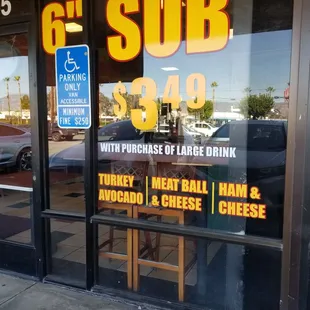 5
6" SUB
$3.49
WITH PURCHASE OF LARGE DRINK
TURKEY
AVOCADO
MEAT BALL
& CHEESE
HAM &
CHEESE
PARKING
ONLY
VAN
ACCESSIBLE
MINIMUM
FINE $250